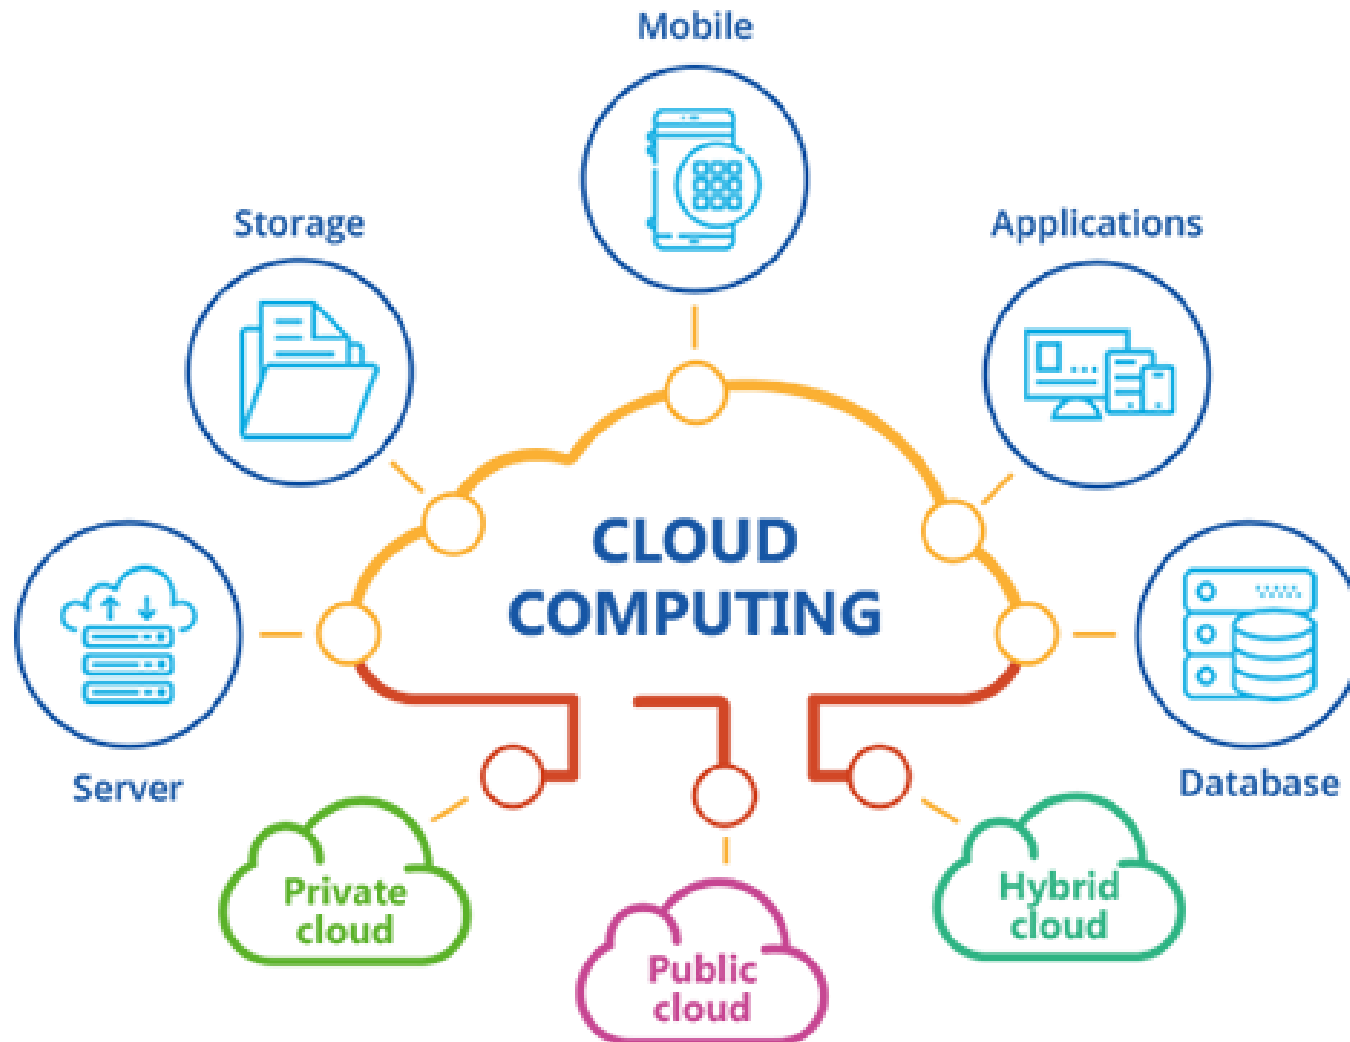 Mobile
Storage
Applications
CLOUD
COMPUTING
Server
Database
Private
cloud
Public
cloud
Hybrid
cloud